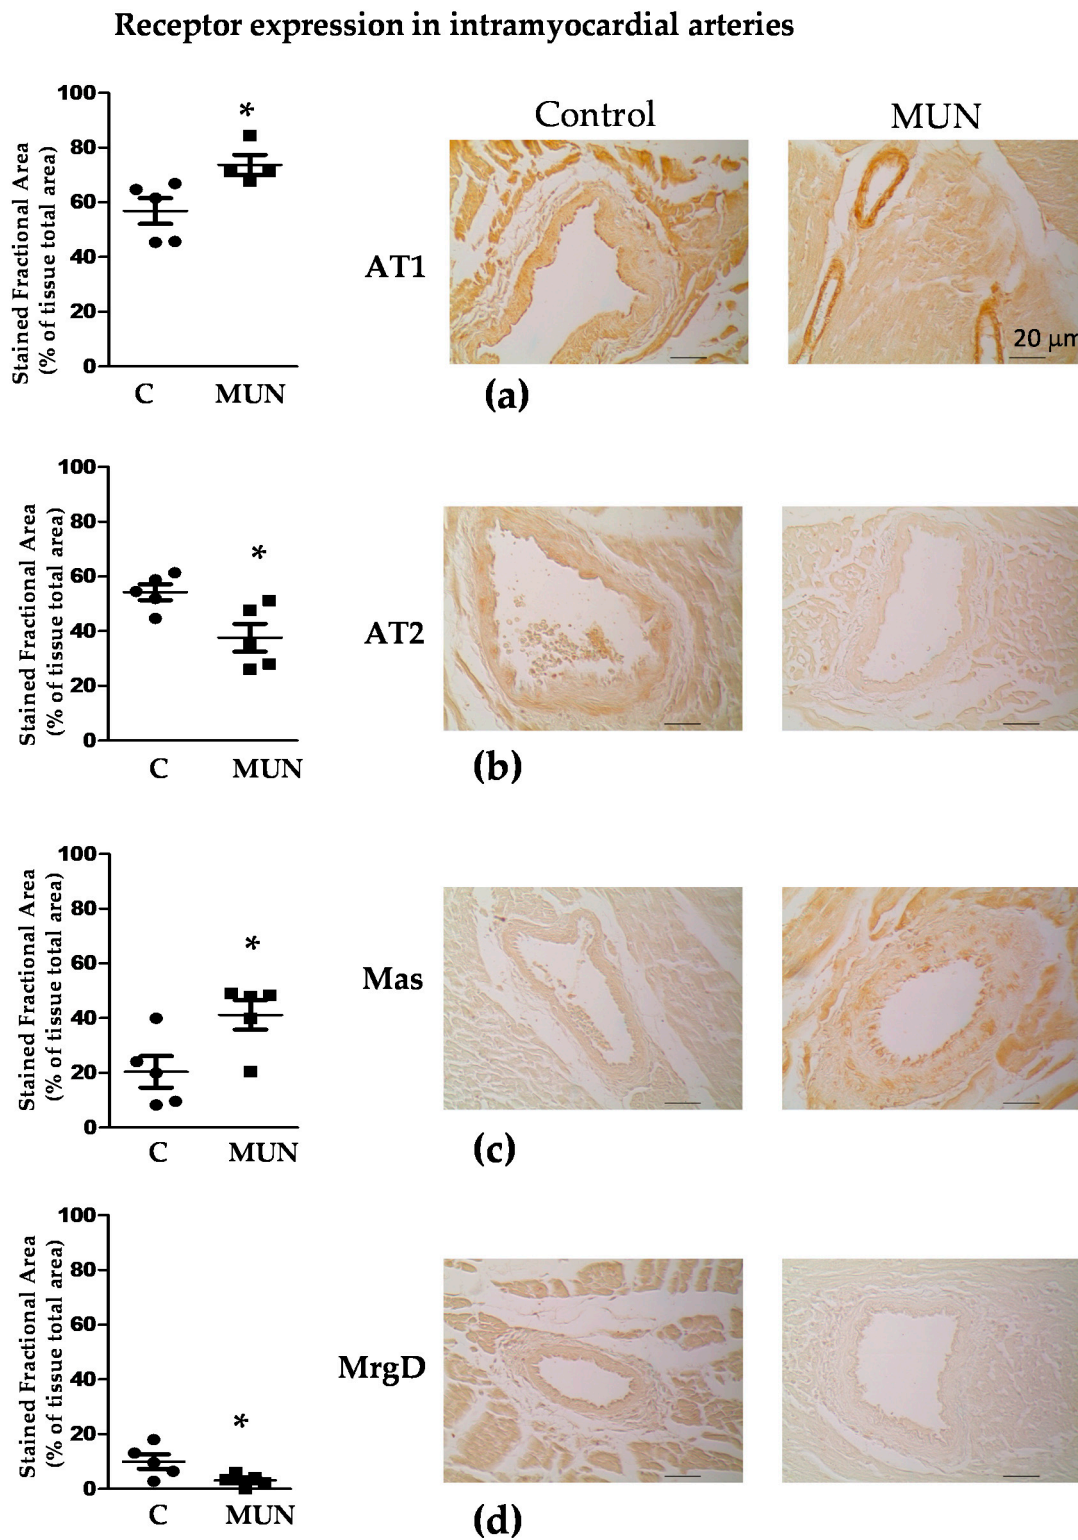 Receptor expression in intramyocardial arteries
Control
MUN
Stained Fractional Area
(% of tissue total area)
100
80
60
40
20
0
*
C
MUN
AT1
20 μm
(a)
Stained Fractional Area
(% of tissue total area)
100
80
60
40
20
0
*
C
MUN
AT2
(b)
Stained Fractional Area
(% of tissue total area)
100
80
60
40
20
0
*
C
MUN
Mas
(c)
Stained Fractional Area
(% of tissue total area)
100
80
60
40
20
0
*
C
MUN
MrgD
(d)